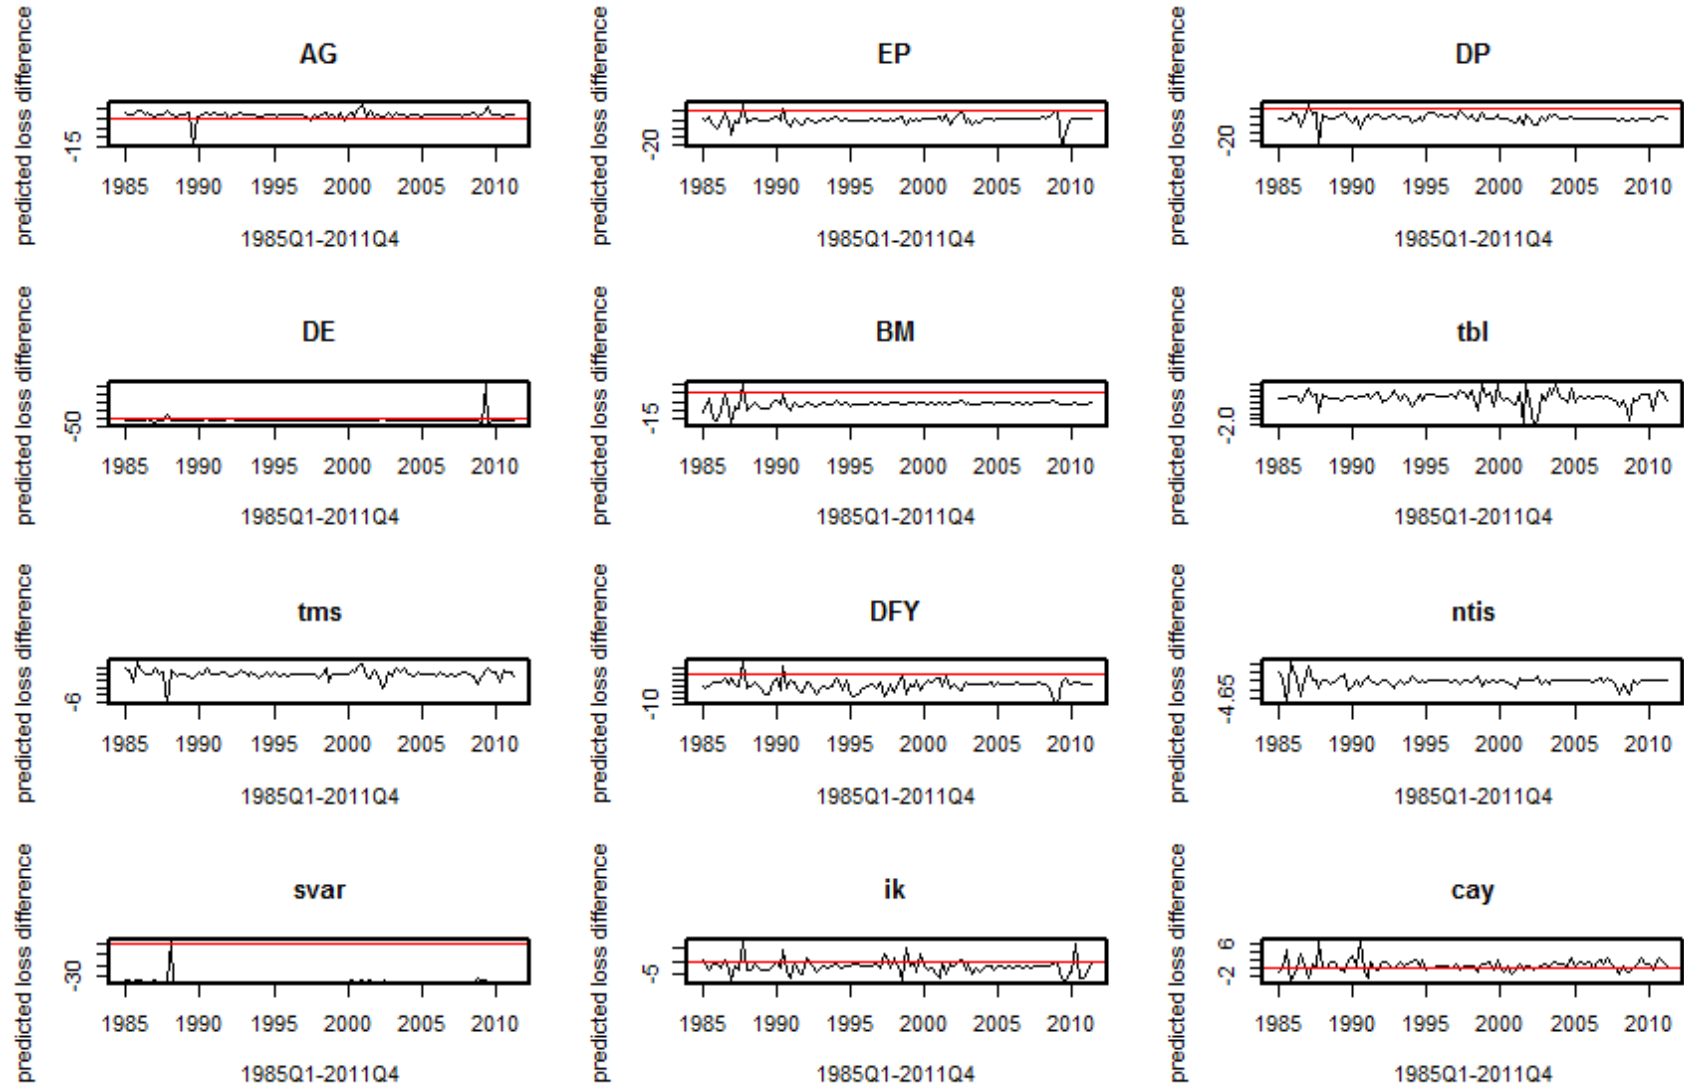 AG
predicted loss difference
-15
1985 1990 1995 2000 2005 2010
1985Q1-2011Q4
EP
predicted loss difference
-20
1985 1990 1995 2000 2005 2010
1985Q1-2011Q4
DP
predicted loss difference
-20
1985 1990 1995 2000 2005 2010
1985Q1-2011Q4
DE
predicted loss difference
-50
1985 1990 1995 2000 2005 2010
1985Q1-2011Q4
BM
predicted loss difference
-15
1985 1990 1995 2000 2005 2010
1985Q1-2011Q4
tbl
predicted loss difference
-2.0
1985 1990 1995 2000 2005 2010
1985Q1-2011Q4
tms
predicted loss difference
-6
1985 1990 1995 2000 2005 2010
1985Q1-2011Q4
DFY
predicted loss difference
-10
1985 1990 1995 2000 2005 2010
1985Q1-2011Q4
ntis
predicted loss difference
-4.65
1985 1990 1995 2000 2005 2010
1985Q1-2011Q4
svar
predicted loss difference
-30
1985 1990 1995 2000 2005 2010
1985Q1-2011Q4
ik
predicted loss difference
-5
1985 1990 1995 2000 2005 2010
1985Q1-2011Q4
cay
predicted loss difference
6
-2
1985 1990 1995 2000 2005 2010
1985Q1-2011Q4